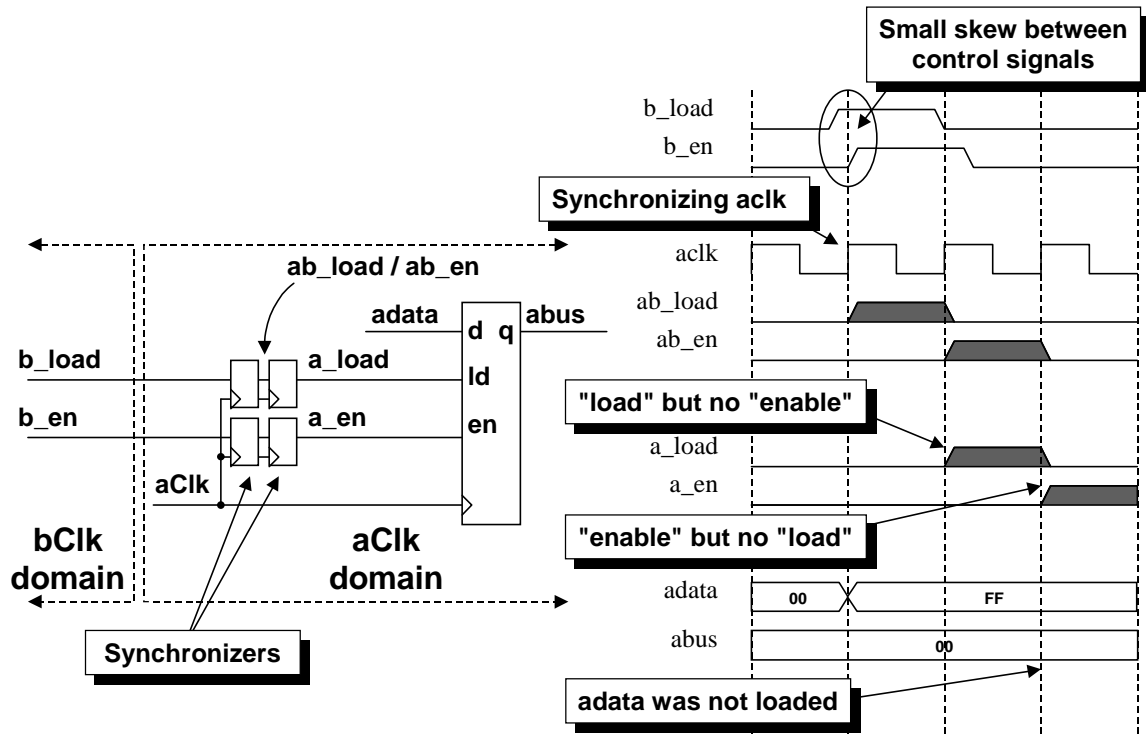 Small skew between
control signals
b_load
b_en
Synchronizing aclk
aclk
ab_load / ab_en
ab_load
adata
abus
d q
ab_en
b_load
a_load
ld
"load" but no "enable"
b_en
a_en
en
a_load
aClk
a_en
"enable" but no "load"
bClk
domain
aClk
domain
adata
00
FF
abus
00
Synchronizers
adata was not loaded